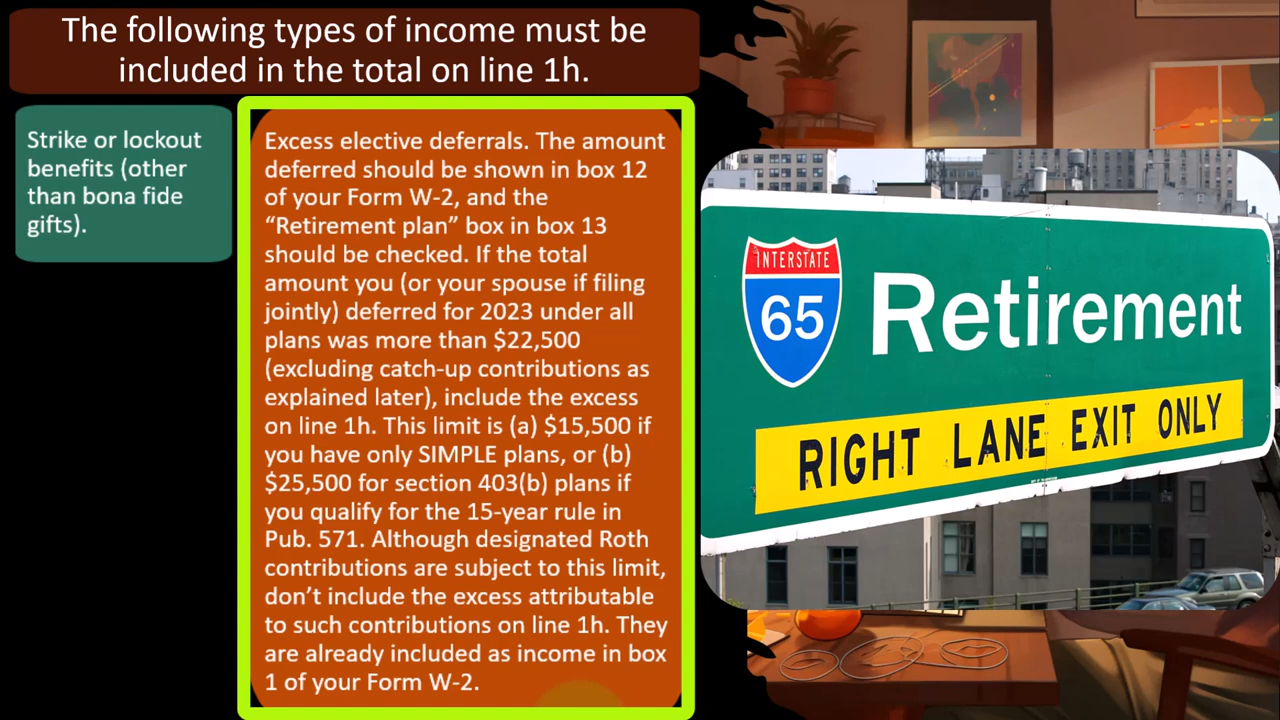 The following types of income must be
included in the total on line 1h.
Strike or lockout
benefits (other
than bona fide
gifts).
Excess elective deferrals. The amount
deferred should be shown in box 12
of your Form W-2, and the
“Retirement plan” box in box 13
should be checked. If the total
amount you (or your spouse if filing
jointly) deferred for 2023 under all
plans was more than $22,500
(excluding catch-up contributions as
explained later), include the excess
on line 1h. This limit is (a) $15,500 if
you have only SIMPLE plans, or (b)
$25,500 for section 403(b) plans if
you qualify for the 15-year rule in
Pub. 571. Although designated Roth
contributions are subject to this limit,
don’t include the excess attributable
to such contributions on line 1h. They
are already included as income in box
1 of your Form W-2.
INTERSTATE
65
Retirement
RIGHT LANE EXIT ONLY